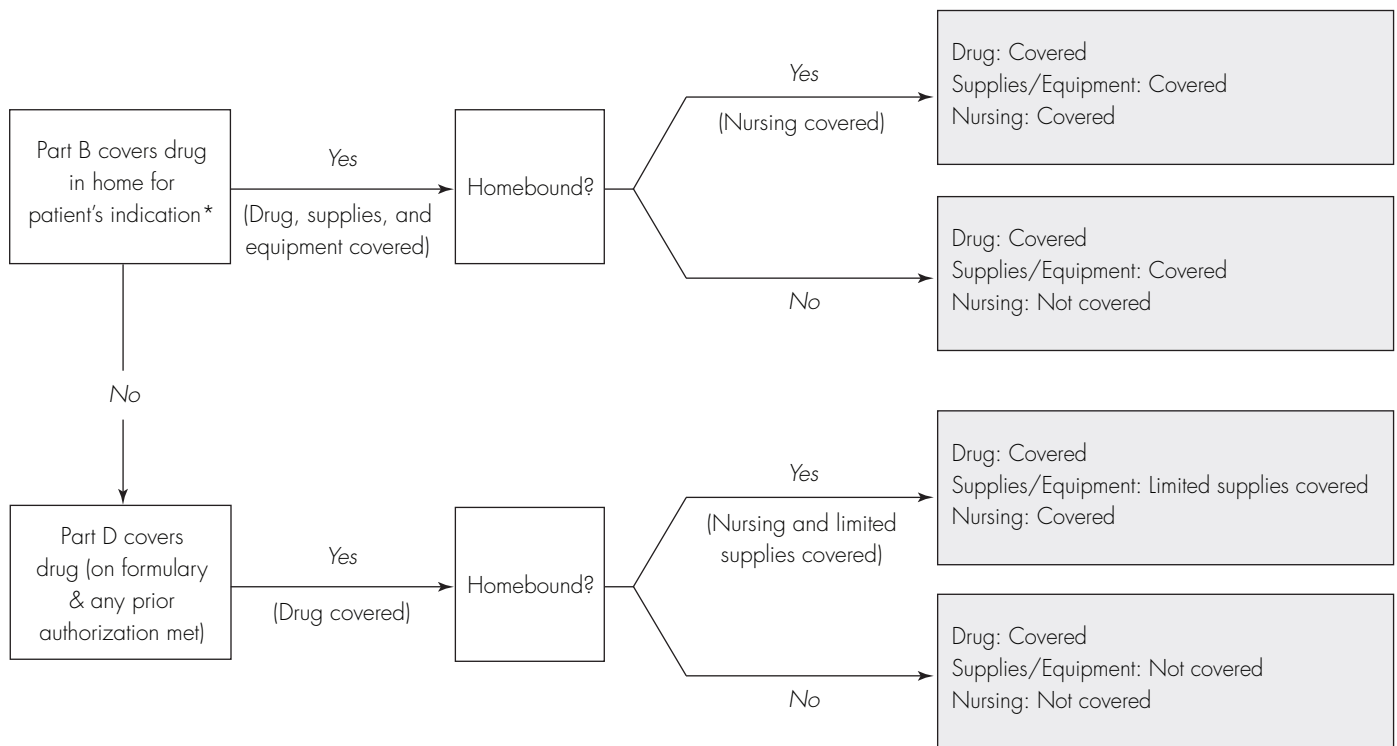 Part B covers drug
in home for
patient's indication*
Yes
(Drug, supplies, and
equipment covered)
Homebound?
Yes
(Nursing covered)
Drug: Covered
Supplies/Equipment: Covered
Nursing: Covered
No
Drug: Covered
Supplies/Equipment: Covered
Nursing: Not covered
No
Part D covers
drug (on formulary
& any prior
authorization met)
Yes
(Drug covered)
Homebound?
Yes
(Nursing and limited
supplies covered)
Drug: Covered
Supplies/Equipment: Limited supplies covered
Nursing: Covered
No
Drug: Covered
Supplies/Equipment: Not covered
Nursing: Not covered